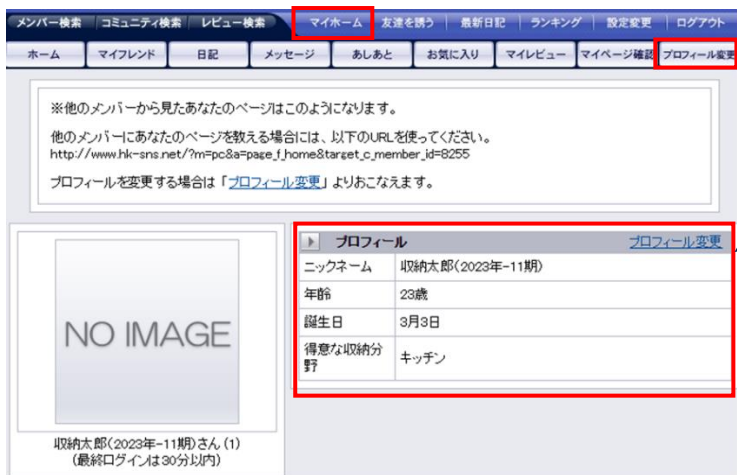 メンバー検索 コミュニティ検索 レビュー検索 マイホーム 友達を誘う 最新日記 ランキング 設定変更 ログアウト
ホーム マイフレンド 日記 メッセージ あしあと お気に入り マイレビュー マイページ確認 プロフィール変更
※他のメンバーから見たあなたのページはこのようになります。
他のメンバーにあなたのページを教える場合には、以下のURLを使ってください。
http://www.hk-sns.net/?m=pc&a=page_f_home&target_c_member_id=8255
プロフィールを変更する場合は「プロフィール変更」よりおこなえます。
NO IMAGE
収納太郎(2023年-11期)さん(1)
(最終ログインは30分以内)
プロフィール プロフィール変更
ニックネーム 収納太郎(2023年-11期)
年齢 23歳
誕生日 3月3日
得意な収納分
野 キッチン